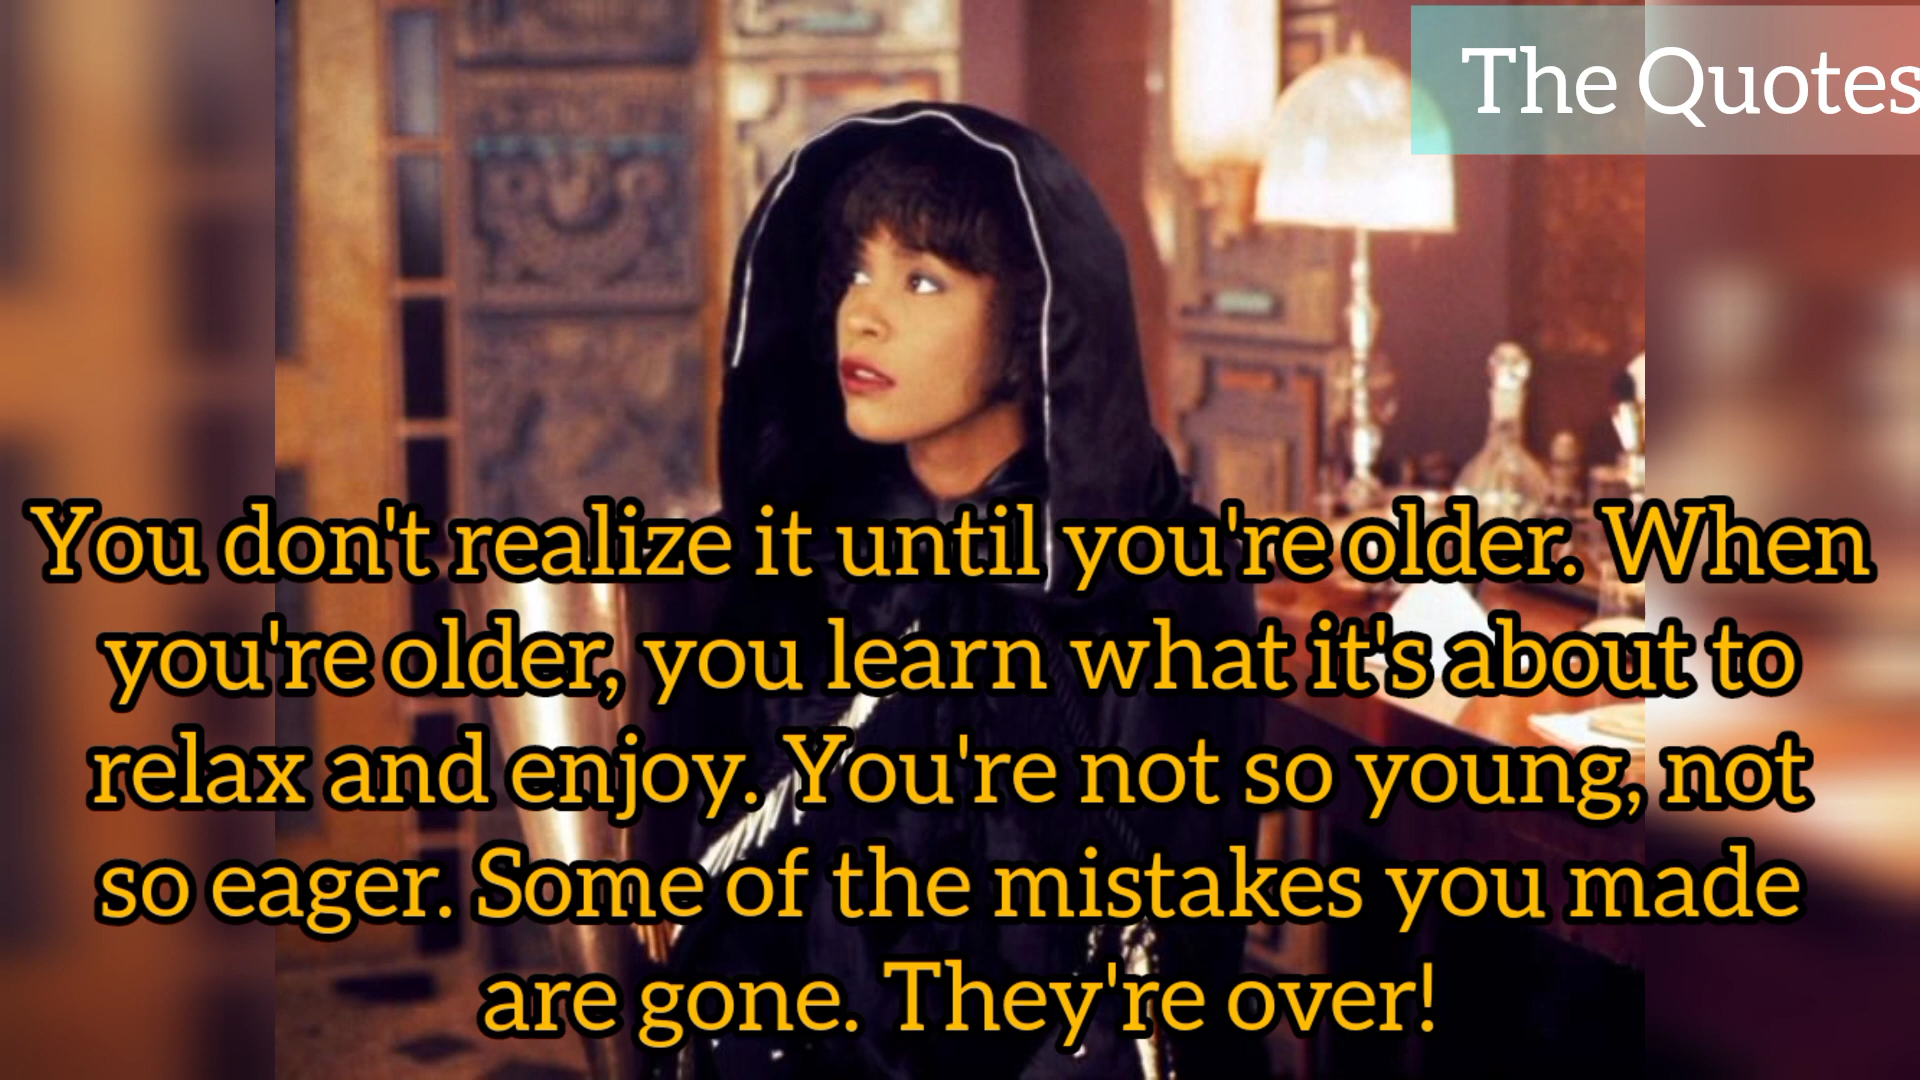 The Quotes
You don't realize it until you're older. When
you're older, you learn what it's about to
relax and enjoy. You're not so young, not
so eager. Some of the mistakes you made
are gone. They're over!